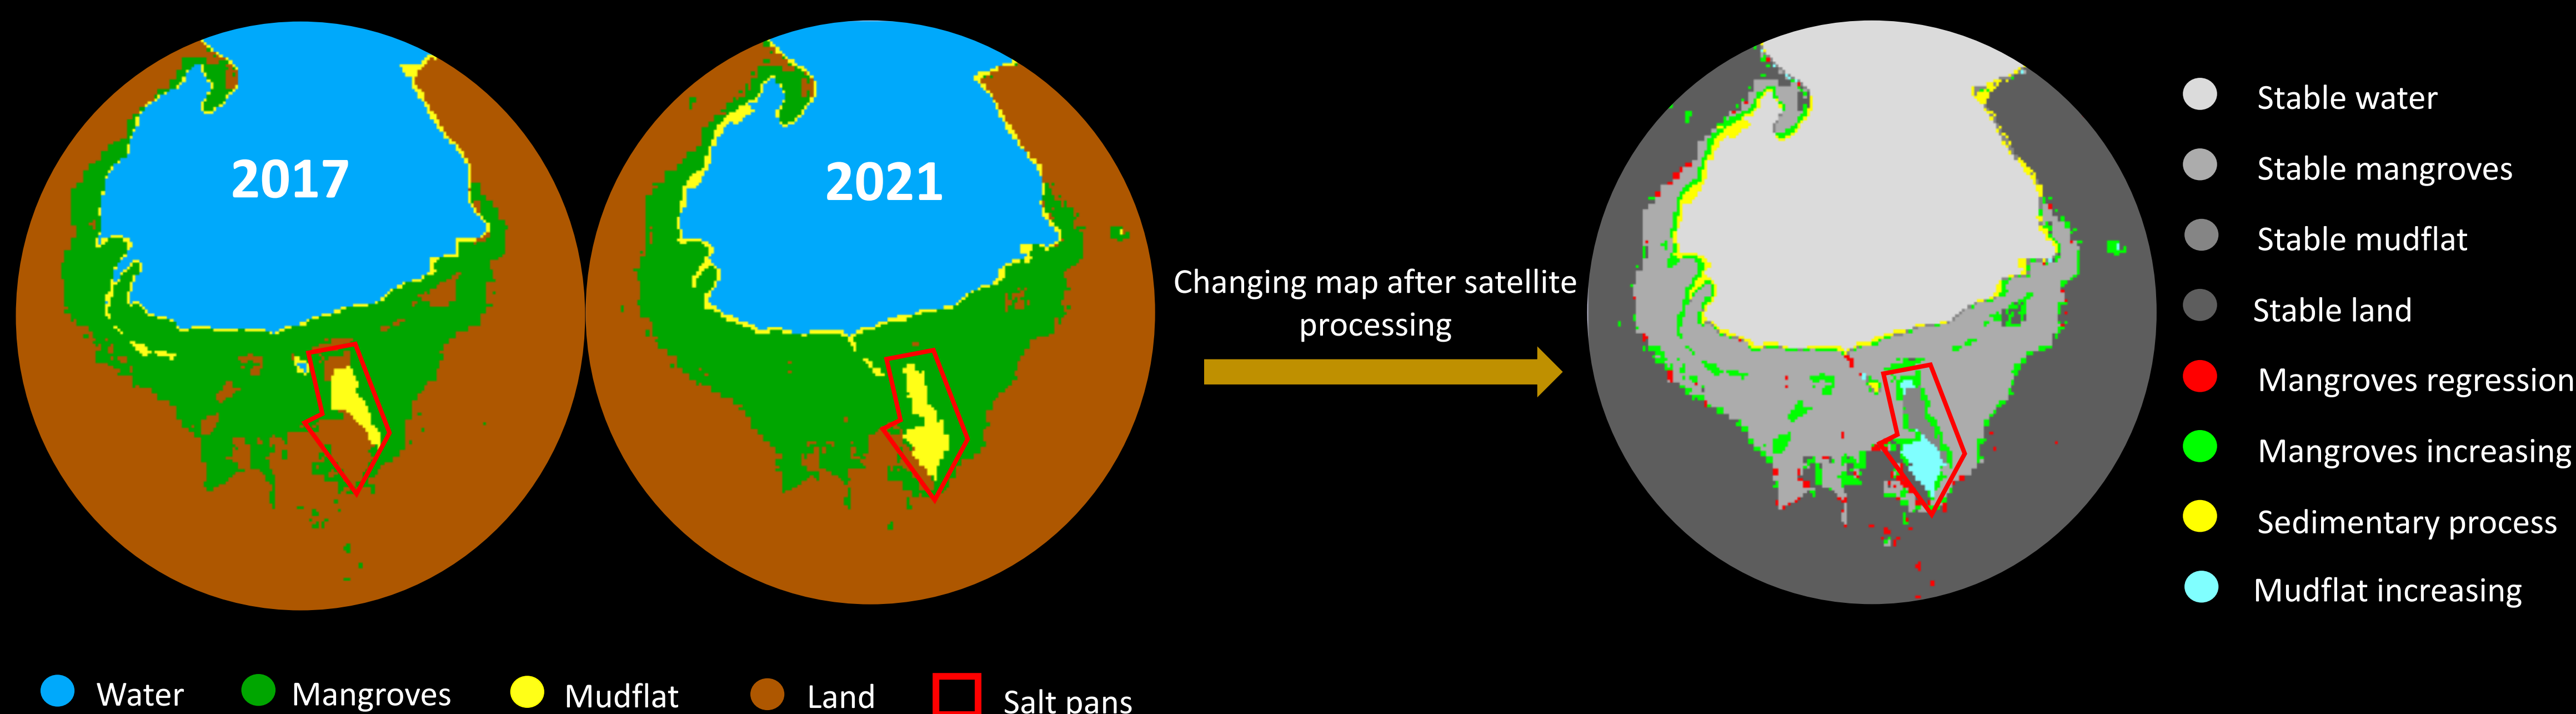 2017
2021
Changing map after satellite
processing
Stable water
Stable mangroves
Stable mudflat
Stable land
Mangroves regression
Mangroves increasing
Sedimentary process
Mudflat increasing
Water
Mangroves
Mudflat
Land
Salt pans